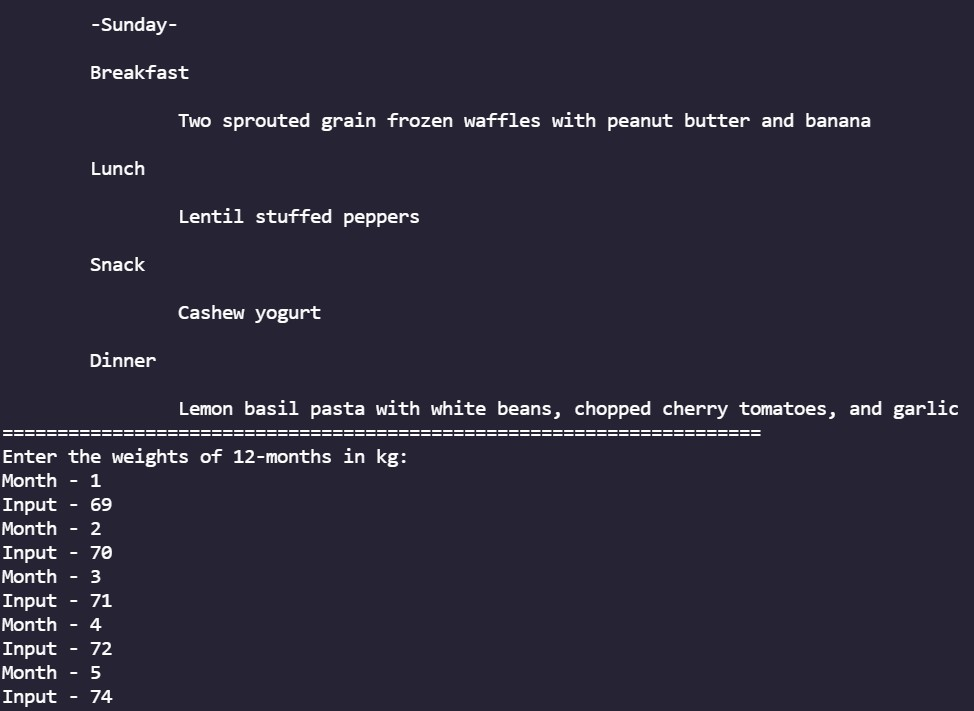 -Sunday-
Breakfast
Two sprouted grain frozen waffles with peanut butter and banana
Lunch
Lentil stuffed peppers
Snack
Cashew yogurt
Dinner
Lemon basil pasta with white beans, chopped cherry tomatoes, and garlic
=====================================================================
Enter the weights of 12-months in kg:
Month - 1
Input - 69
Month - 2
Input - 70
Month - 3
Input - 71
Month - 4
Input - 72
Month - 5
Input - 74